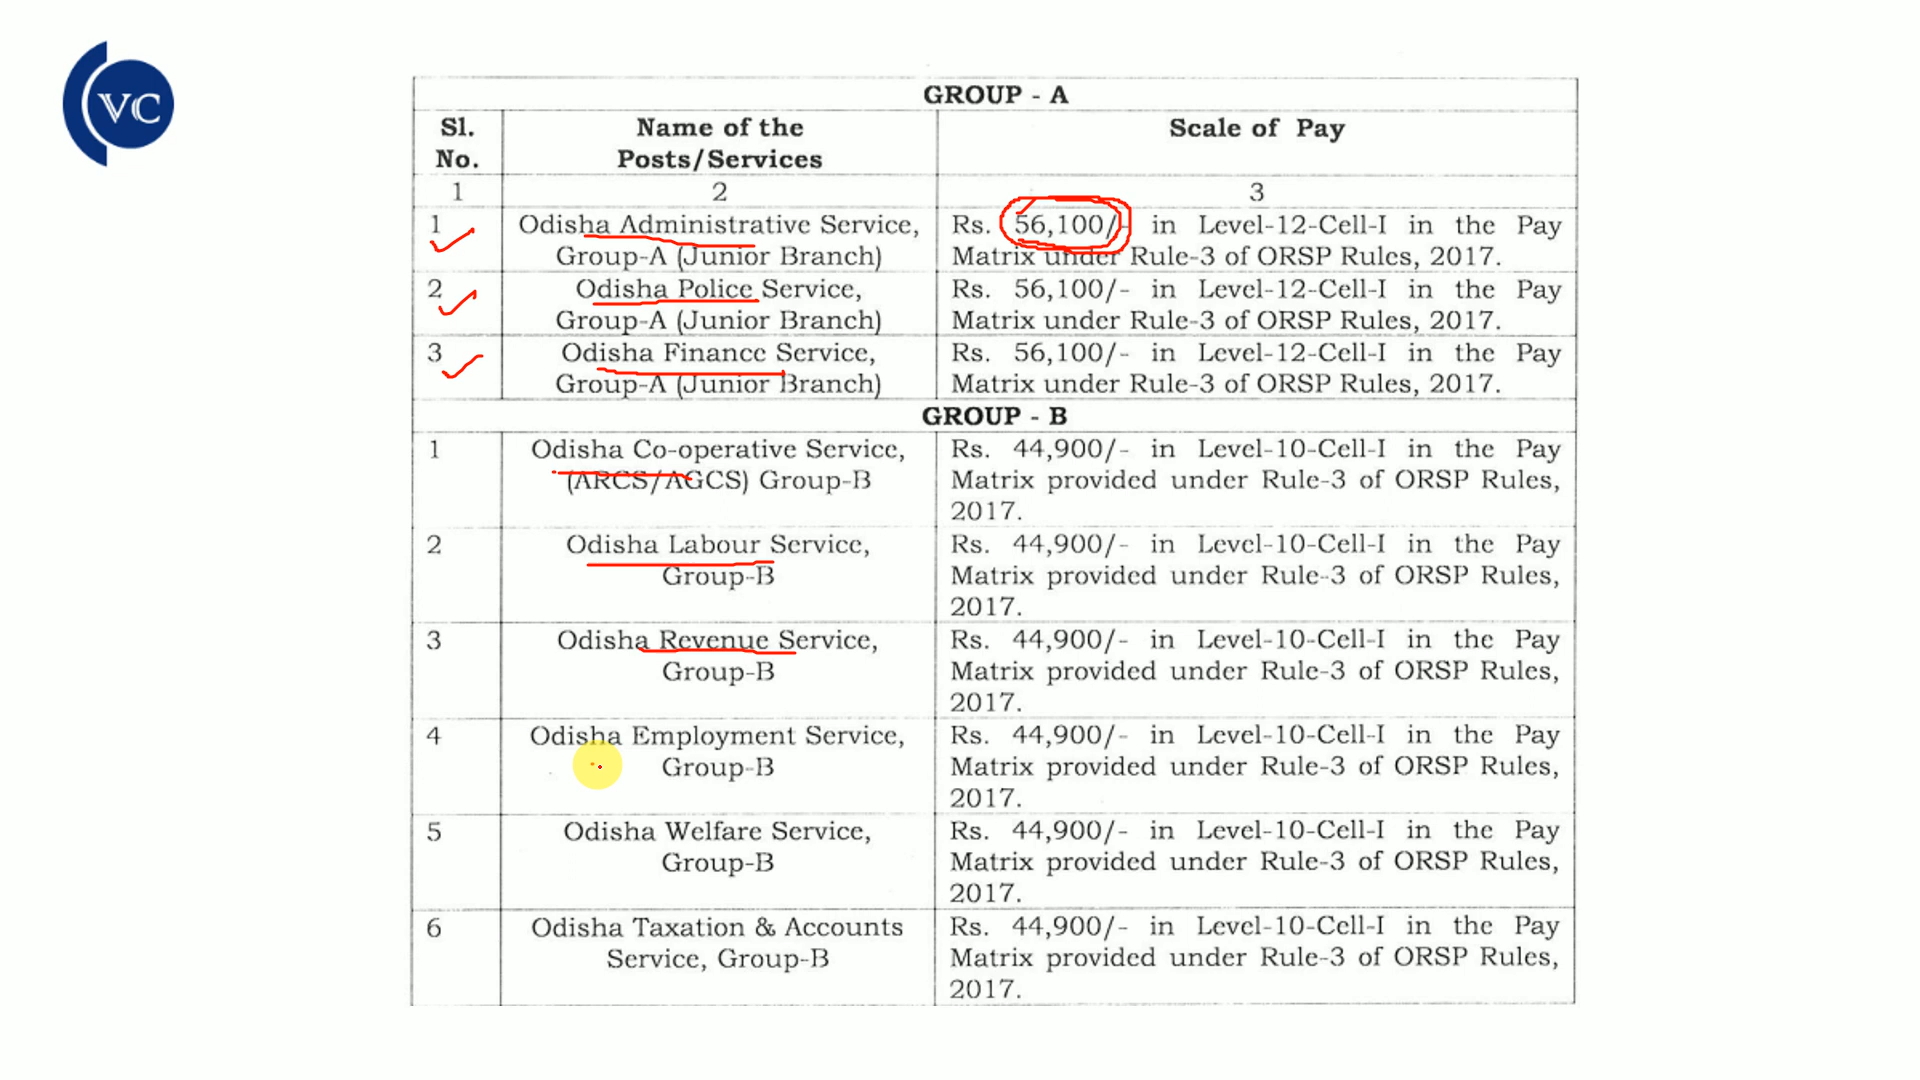 VC
GROUP - A
Sl. No.
Name of the Posts/Services
Scale of Pay
1
2
3
1
Odisha Administrative Service,
Group-A (Junior Branch)
Rs. 56,100/- in Level-12-Cell-I in the Pay
Matrix under Rule-3 of ORSP Rules, 2017.
2
Odisha Police Service,
Group-A (Junior Branch)
Rs. 56,100/- in Level-12-Cell-I in the Pay
Matrix under Rule-3 of ORSP Rules, 2017.
3
Odisha Finance Service,
Group-A (Junior Branch)
Rs. 56,100/- in Level-12-Cell-I in the Pay
Matrix under Rule-3 of ORSP Rules, 2017.
GROUP - B
1
Odisha Co-operative Service,
(ARCS/AGCS) Group-B
Rs. 44,900/- in Level-10-Cell-I in the Pay
Matrix provided under Rule-3 of ORSP Rules,
2017.
2
Odisha Labour Service,
Group-B
Rs. 44,900/- in Level-10-Cell-I in the Pay
Matrix provided under Rule-3 of ORSP Rules,
2017.
3
Odisha Revenue Service,
Group-B
Rs. 44,900/- in Level-10-Cell-I in the Pay
Matrix provided under Rule-3 of ORSP Rules,
2017.
4
Odisha Employment Service,
Group-B
Rs. 44,900/- in Level-10-Cell-I in the Pay
Matrix provided under Rule-3 of ORSP Rules,
2017.
5
Odisha Welfare Service,
Group-B
Rs. 44,900/- in Level-10-Cell-I in the Pay
Matrix provided under Rule-3 of ORSP Rules,
2017.
6
Odisha Taxation & Accounts
Service, Group-B
Rs. 44,900/- in Level-10-Cell-I in the Pay
Matrix provided under Rule-3 of ORSP Rules,
2017.